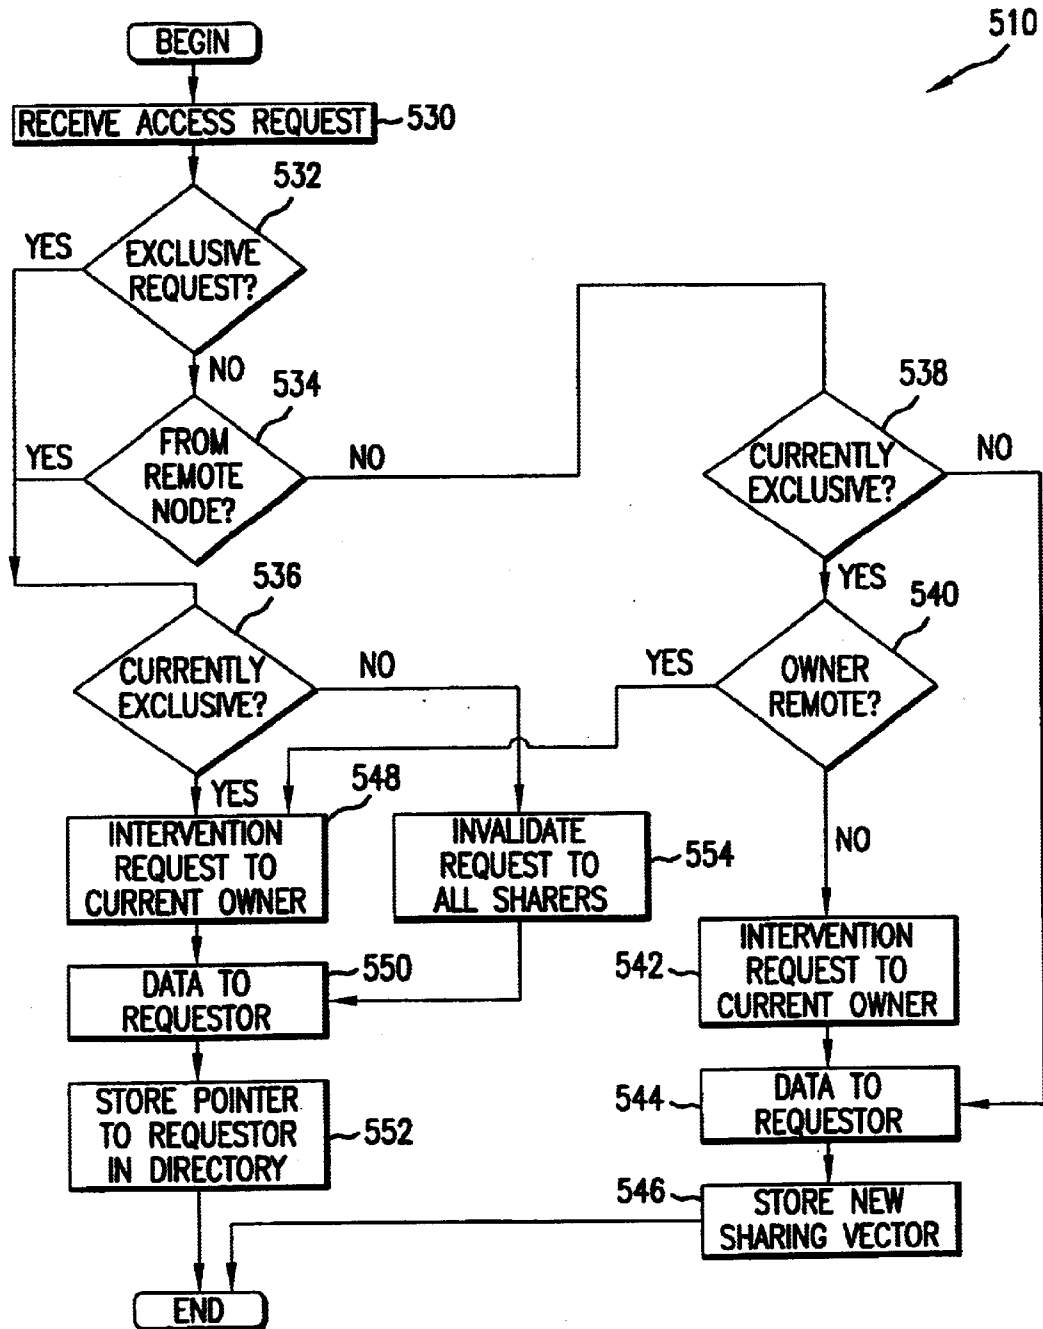 510
BEGIN
RECEIVE ACCESS REQUEST
530
532
YES
EXCLUSIVE
REQUEST?
NO
534
538
YES
FROM
REMOTE
NODE?
NO
CURRENTLY
EXCLUSIVE?
NO
536
YES
540
CURRENTLY
EXCLUSIVE?
NO
YES
OWNER
REMOTE?
YES
548
NO
INTERVENTION
REQUEST TO
CURRENT OWNER
INVALIDATE
REQUEST TO
ALL SHARERS
554
542
INTERVENTION
REQUEST TO
CURRENT OWNER
DATA TO
REQUESTOR
550
544
DATA TO
REQUESTOR
STORE POINTER
TO REQUESTOR
IN DIRECTORY
552
546
STORE NEW
SHARING VECTOR
END